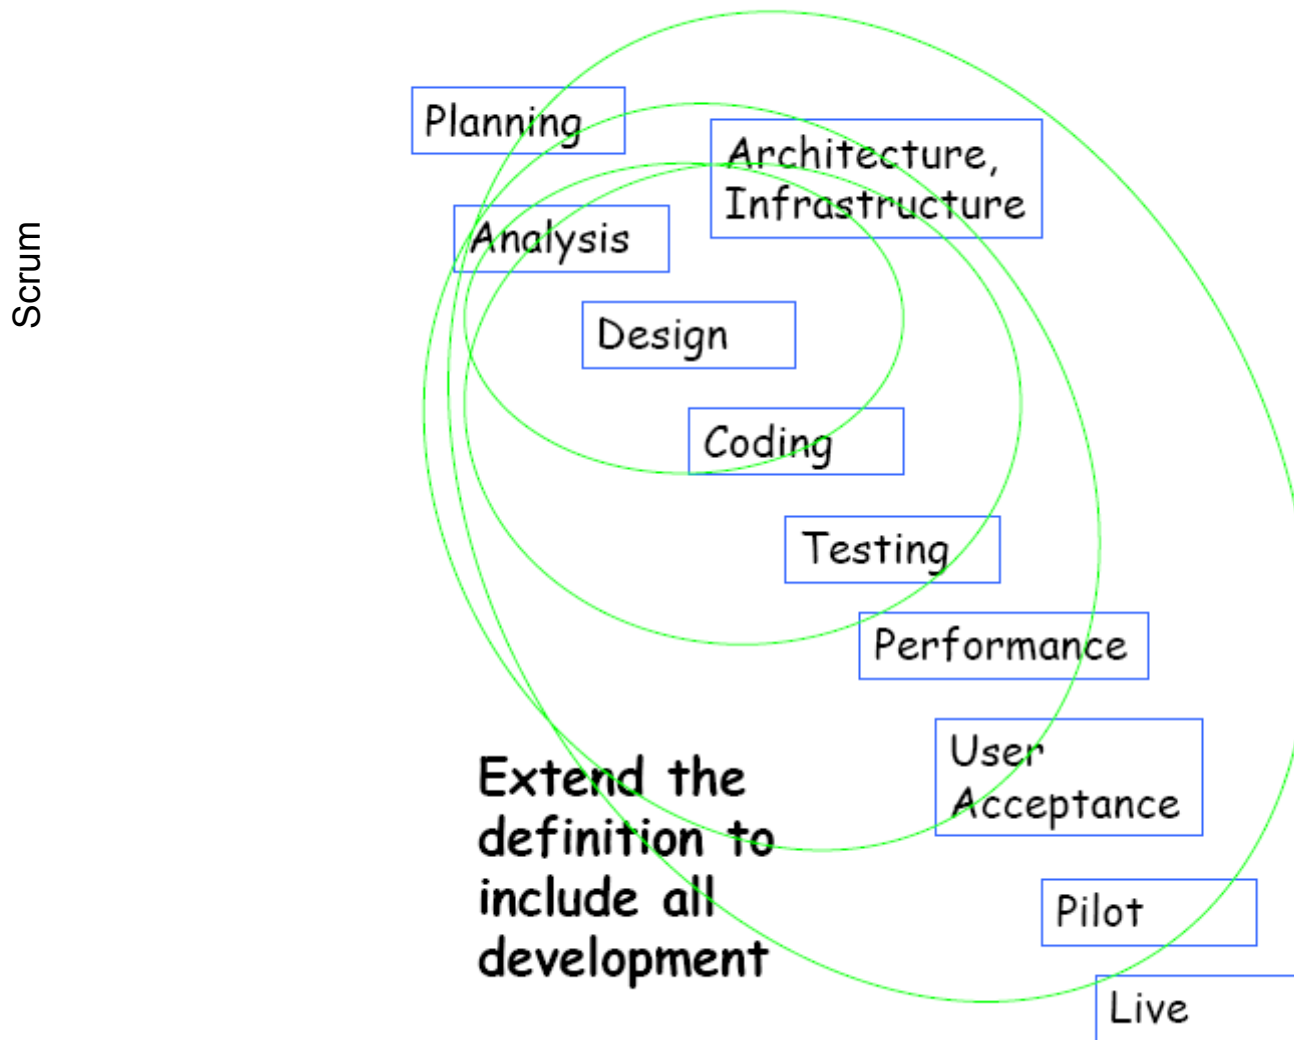 Scrum
Planning
Architecture,
Infrastructure
Analysis
Design
Coding
Testing
Performance
User
Acceptance
Extend the
definition to
include all
development
Pilot
Live